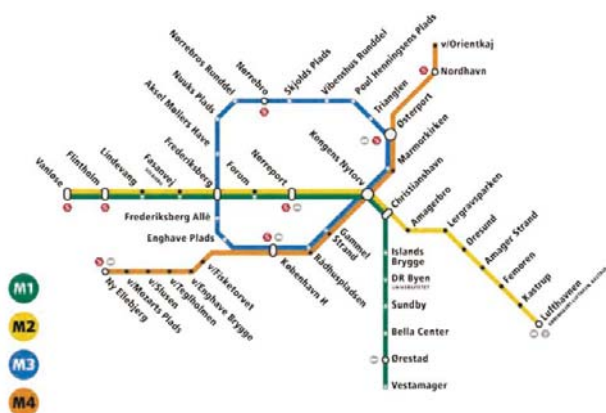 v/Orientkaj
Nordhavn
Nørrebros Runddel
Nørrebro
Skjolds Plads
Vibenshus Runddel
Poul Henningsens Plads
Trianglen
Østerport
Nuuks Plads
Aksel Møllers Have
Frederiksberg
Marmorkirken
Kongens Nytorv
Vanløse
Flintholm
Lindevang
Fasanvej
Forum
Nørreport
Christianshavn
Amagerbro
Lergravsparken
Øresund
Amager Strand
Femøren
Kastrup
Lufthavnen
Frederiksberg Allé
Enghave Plads
København H
Rådhuspladsen
Gammel
Strand
Islands
Brygge
DR Byen
UNIVERSITETET
Sundby
Bella Center
Ørestad
Vestamager
Ny Ellebjerg
v/Mozarts Plads
v/Slusen
v/Teglholmen
v/Enghave Brygge
v/Fisketorvet
M1
M2
M3
M4